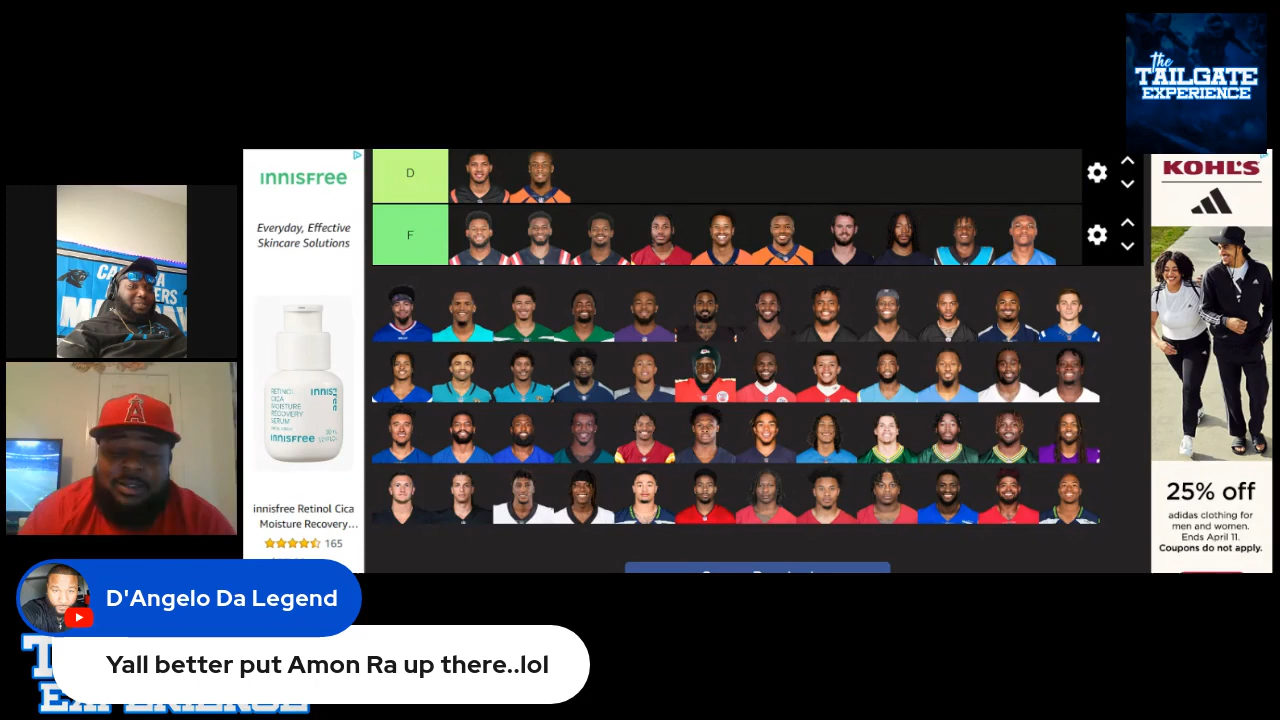 the
TAILGATE
EXPERIENCE
innisfree
Everyday, Effective
Skincare Solutions
innisfree
innisfree Retinol Cica
Moisture Recovery...
165
D
F
KOHL'S
25% off
adidas clothing for
men and women.
Ends April 11.
Coupons do not apply.
D'Angelo Da Legend
Yall better put Amon Ra up there..lol